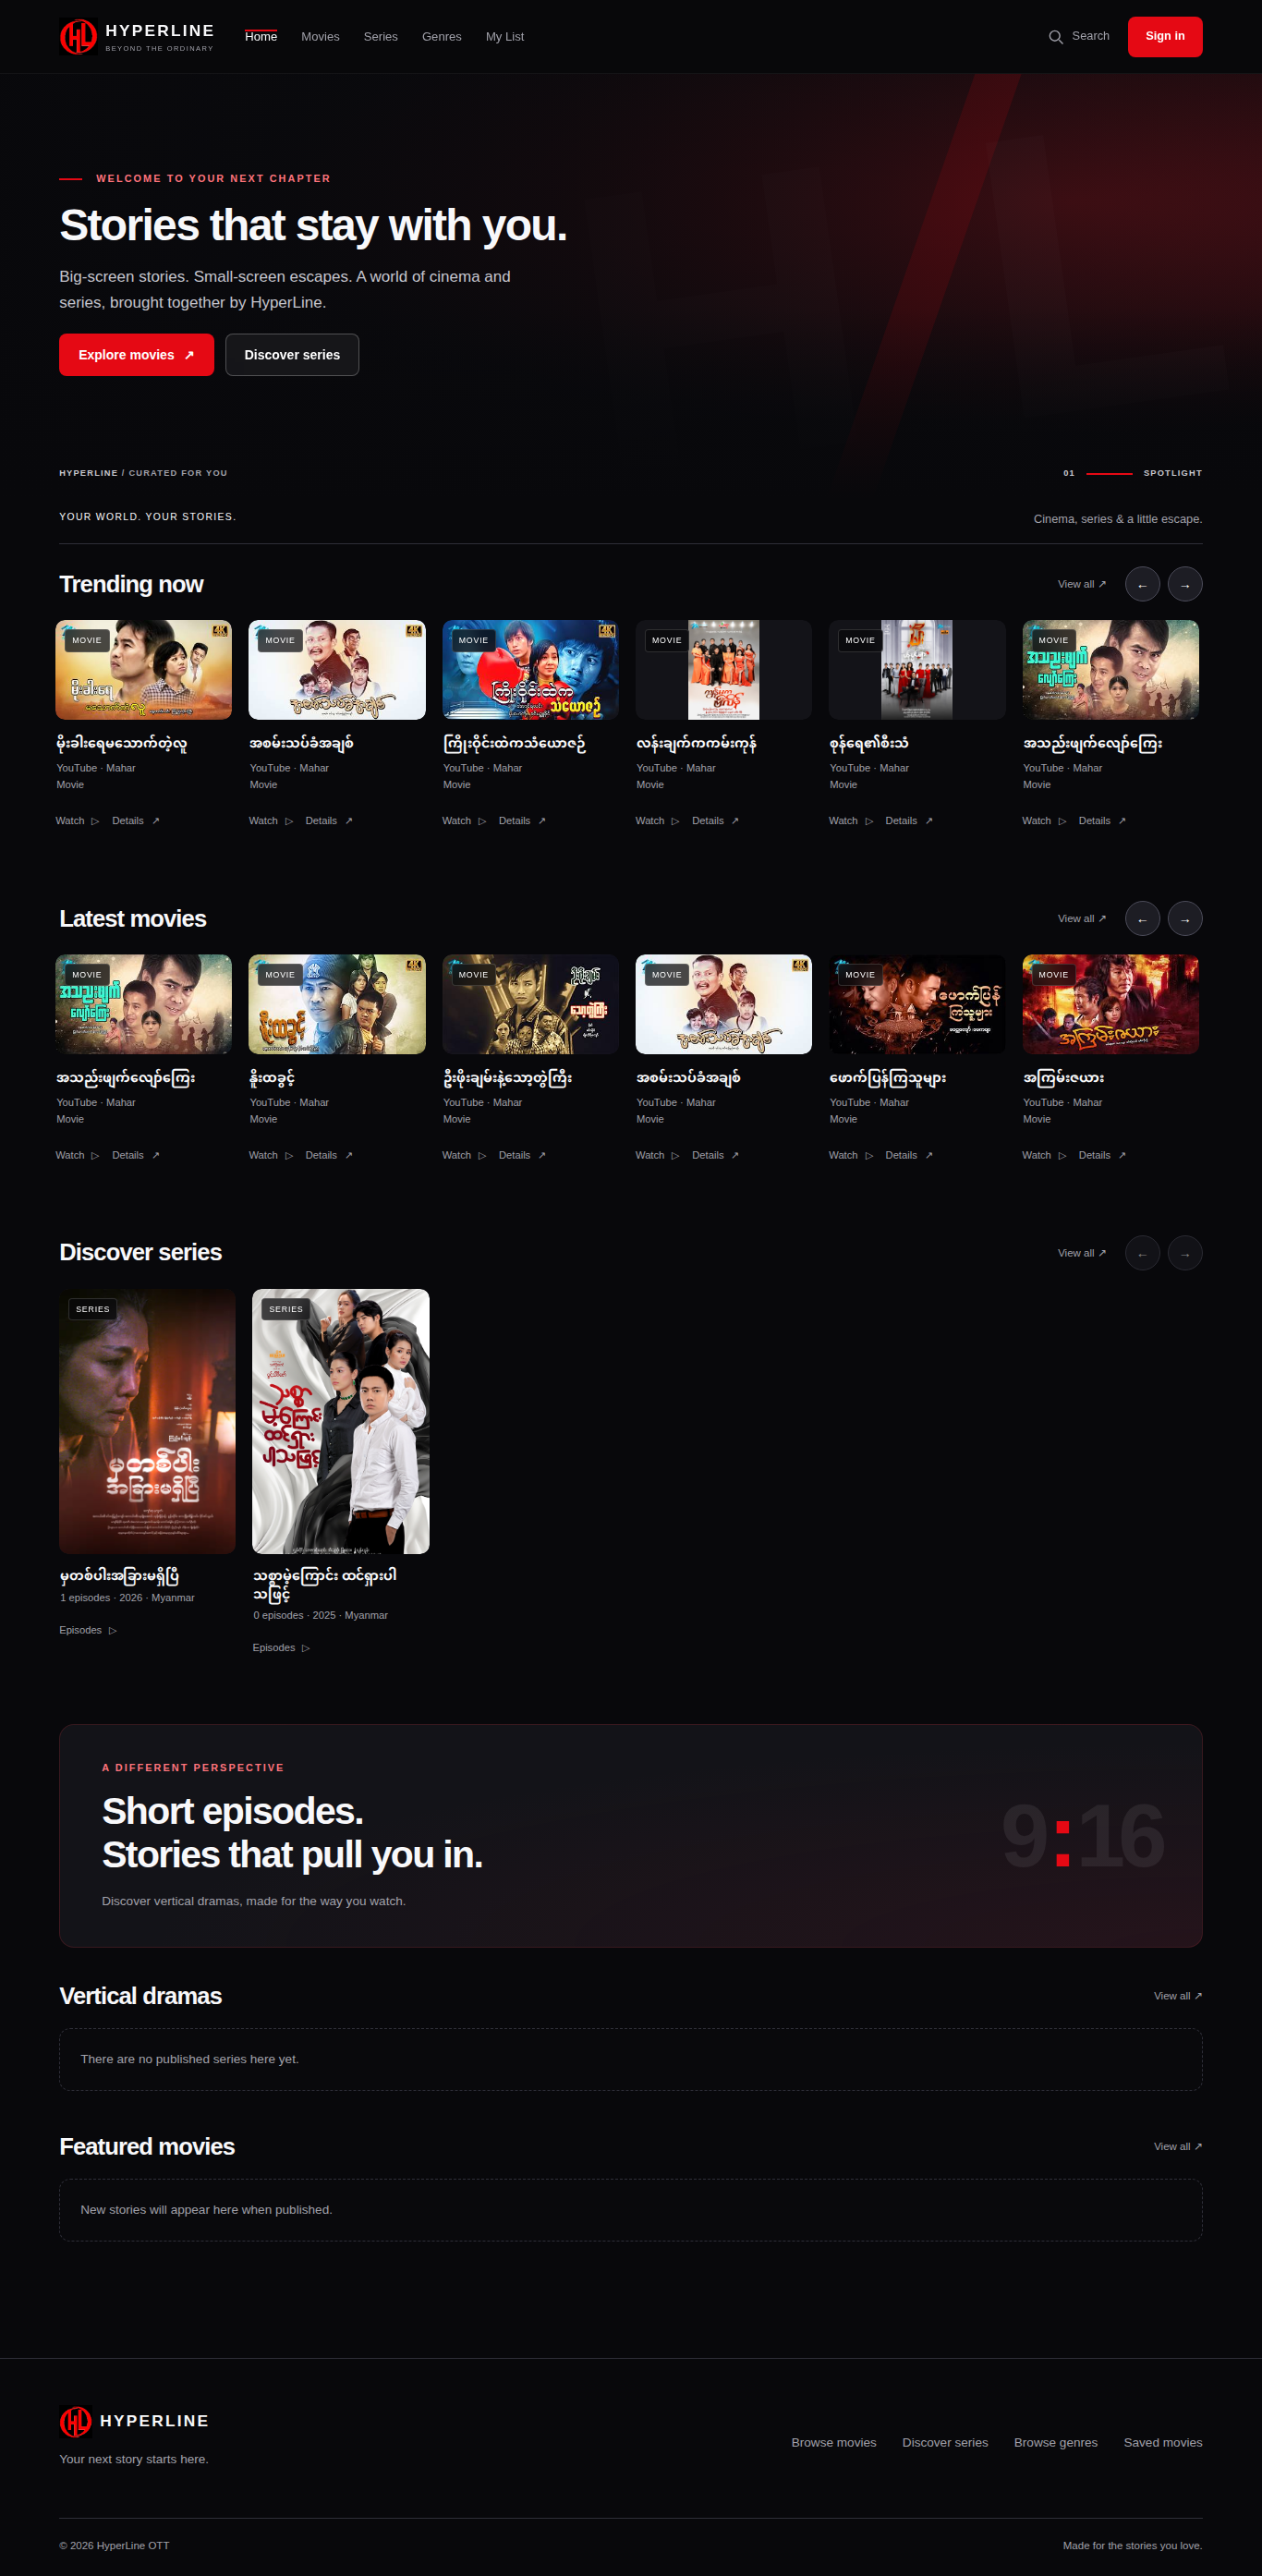 HYPERLINE
BEYOND THE ORDINARY
Home Movies Series Genres My List
Search Sign in
WELCOME TO YOUR NEXT CHAPTER
Stories that stay with you.
Big-screen stories. Small-screen escapes. A world of cinema and
series, brought together by HyperLine.
Explore movies ↗ Discover series
HYPERLINE / CURATED FOR YOU 01 SPOTLIGHT
YOUR WORLD. YOUR STORIES. Cinema, series & a little escape.
Trending now View all ↗ ← →
MOVIE 4K MOVIE 4K MOVIE 4K MOVIE MOVIE MOVIE
မိုးခါးရေမသောက်တဲ့လူ အစမ်းသပ်ခံအချစ် ကြိုးဝိုင်းထဲကသံယောဇဉ် လန်းချက်ကကမ်းကုန် စုန်ရေ၏စီးသံ အသည်းဖျက်လျော်ကြေး
YouTube · Mahar YouTube · Mahar YouTube · Mahar YouTube · Mahar YouTube · Mahar YouTube · Mahar
Movie Movie Movie Movie Movie Movie
Watch ▷ Details ↗ Watch ▷ Details ↗ Watch ▷ Details ↗ Watch ▷ Details ↗ Watch ▷ Details ↗ Watch ▷ Details ↗
Latest movies View all ↗ ← →
MOVIE MOVIE 4K MOVIE MOVIE 4K MOVIE MOVIE
အသည်းဖျက်လျော်ကြေး နိူးထခွင့် ဦးဖိုးချမ်းနဲ့သော့တွဲကြီး အစမ်းသပ်ခံအချစ် ဖောက်ပြန်ကြသူများ အကြမ်းဇယား
YouTube · Mahar YouTube · Mahar YouTube · Mahar YouTube · Mahar YouTube · Mahar YouTube · Mahar
Movie Movie Movie Movie Movie Movie
Watch ▷ Details ↗ Watch ▷ Details ↗ Watch ▷ Details ↗ Watch ▷ Details ↗ Watch ▷ Details ↗ Watch ▷ Details ↗
Discover series View all ↗ ← →
SERIES SERIES
မှတစ်ပါးအခြားမရှိပြီ
1 episodes · 2026 · Myanmar
Episodes ▷
သစ္စာမဲ့ကြောင်း ထင်ရှားပါ
သဖြင့်
0 episodes · 2025 · Myanmar
Episodes ▷
A DIFFERENT PERSPECTIVE
Short episodes.
Stories that pull you in.
9:16
Discover vertical dramas, made for the way you watch.
Vertical dramas View all ↗
There are no published series here yet.
Featured movies View all ↗
New stories will appear here when published.
HYPERLINE
Your next story starts here.
Browse movies Discover series Browse genres Saved movies
© 2026 HyperLine OTT Made for the stories you love.